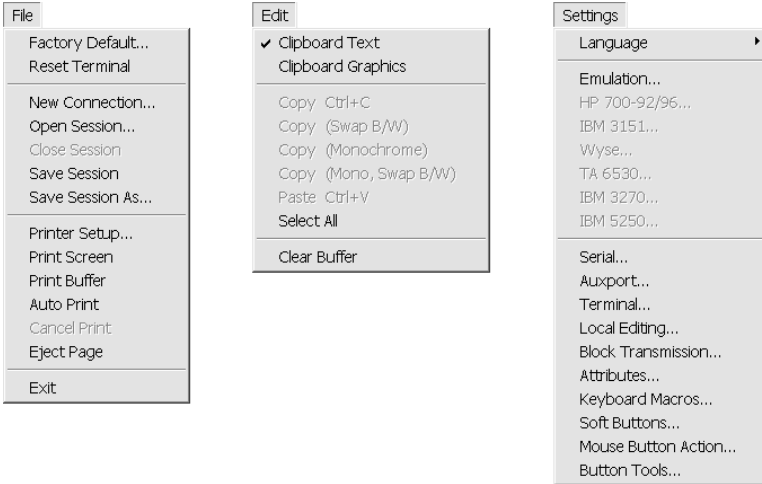 File
Factory Default...
Reset Terminal
New Connection...
Open Session...
Close Session
Save Session
Save Session As...
Printer Setup...
Print Screen
Print Buffer
Auto Print
Cancel Print
Eject Page
Exit
Edit
Clipboard Text
Clipboard Graphics
Copy Ctrl+C
Copy (Swap B/W)
Copy (Monochrome)
Copy (Mono, Swap B/W)
Paste Ctrl+V
Select All
Clear Buffer
Settings
Language
Emulation...
HP 700-92/96...
IBM 3151...
Wyse...
TA 6530...
IBM 3270...
IBM 5250...
Serial...
Auxport...
Terminal...
Local Editing...
Block Transmission...
Attributes...
Keyboard Macros...
Soft Buttons...
Mouse Button Action...
Button Tools...